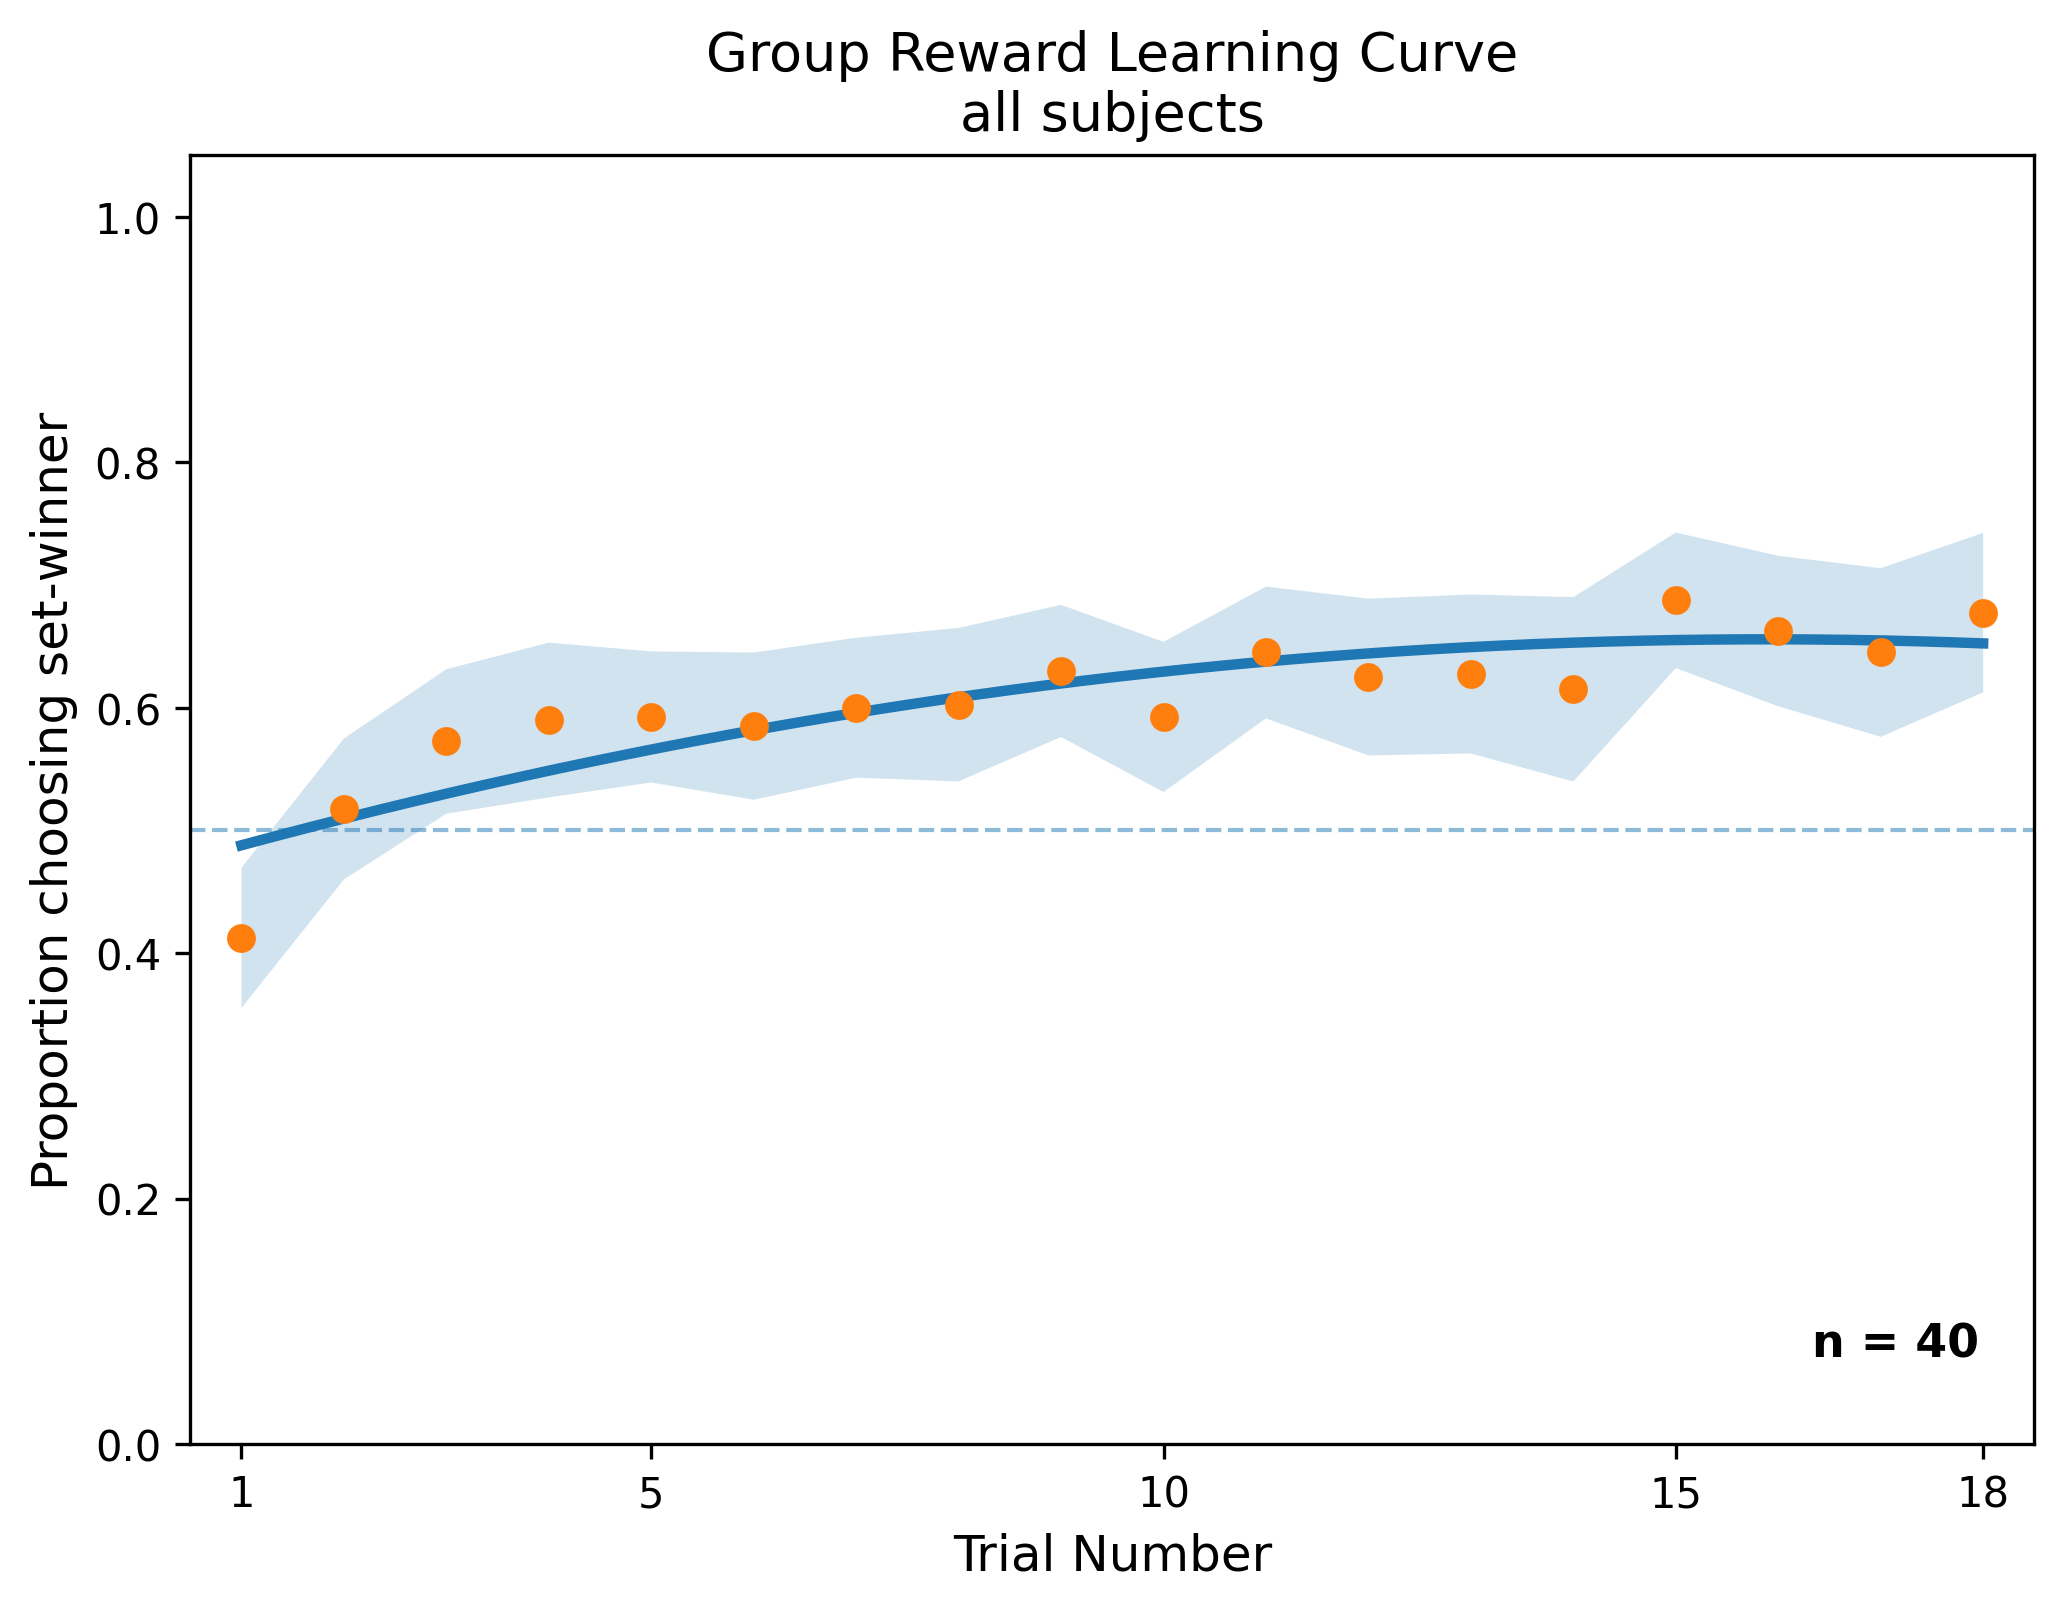 Group Reward Learning Curve
all subjects
Proportion choosing set-winner
1.0
0.8
0.6
0.4
0.2
0.0
n = 40
1 5 10 15 18
Trial Number